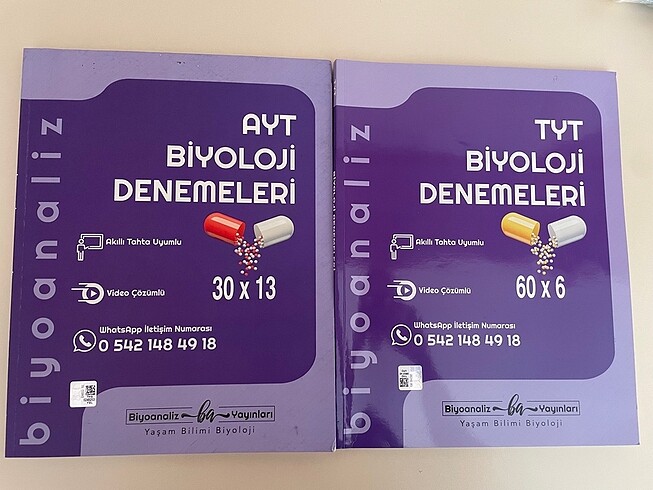 biyoanaliz
AYT
BİYOLOJİ
DENEMELERİ
Akıllı Tahta Uyumlu
Video Çözümlü
30 x 13
WhatsApp İletişim Numarası
0 542 148 49 18
Biyoanaliz ba Yayınları
Yaşam Bilimi Biyoloji
biyoanaliz
TYT
BİYOLOJİ
DENEMELERİ
Akıllı Tahta Uyumlu
Video Çözümlü
60 x 6
WhatsApp İletişim Numarası
0 542 148 49 18
Biyoanaliz ba Yayınları
Yaşam Bilimi Biyoloji